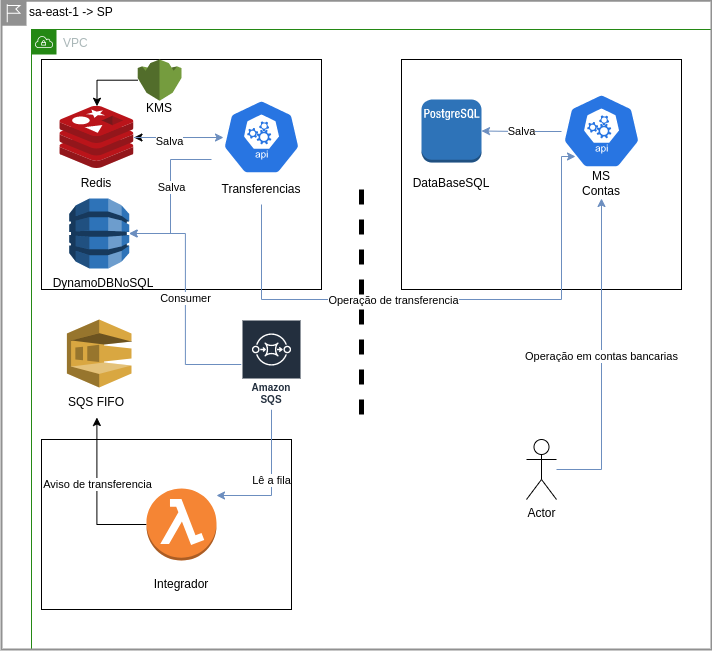 sa-east-1 -> SP
VPC
KMS
Redis
Salva
api
Transferencias
Salva
DynamoDBNoSQL
Consumer
PostgreSQL
DataBaseSQL
Salva
api
MS
Contas
Operação de transferencia
SQS FIFO
Amazon
SQS
Operação em contas bancarias
Aviso de transferencia
Lê a fila
Integrador
Actor